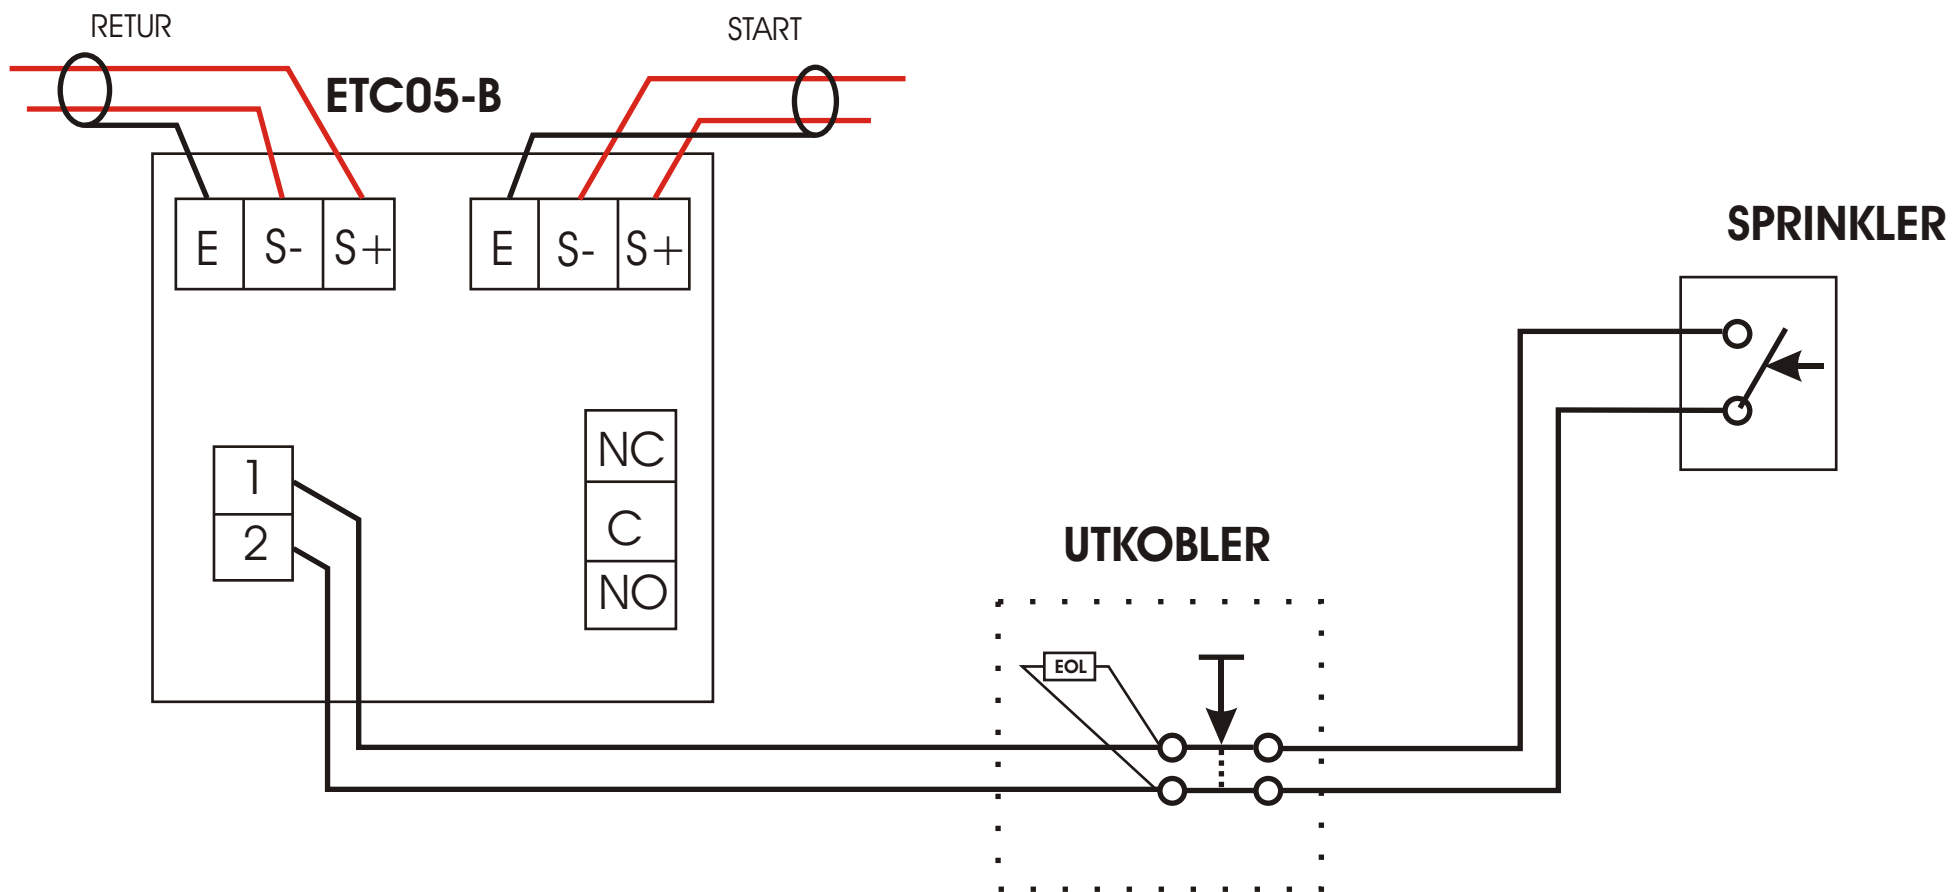 RETUR
START
ETC05-B
E S- S+
E S- S+
SPRINKLER
1
2
NC
C
NO
UTKOBLER
EOL